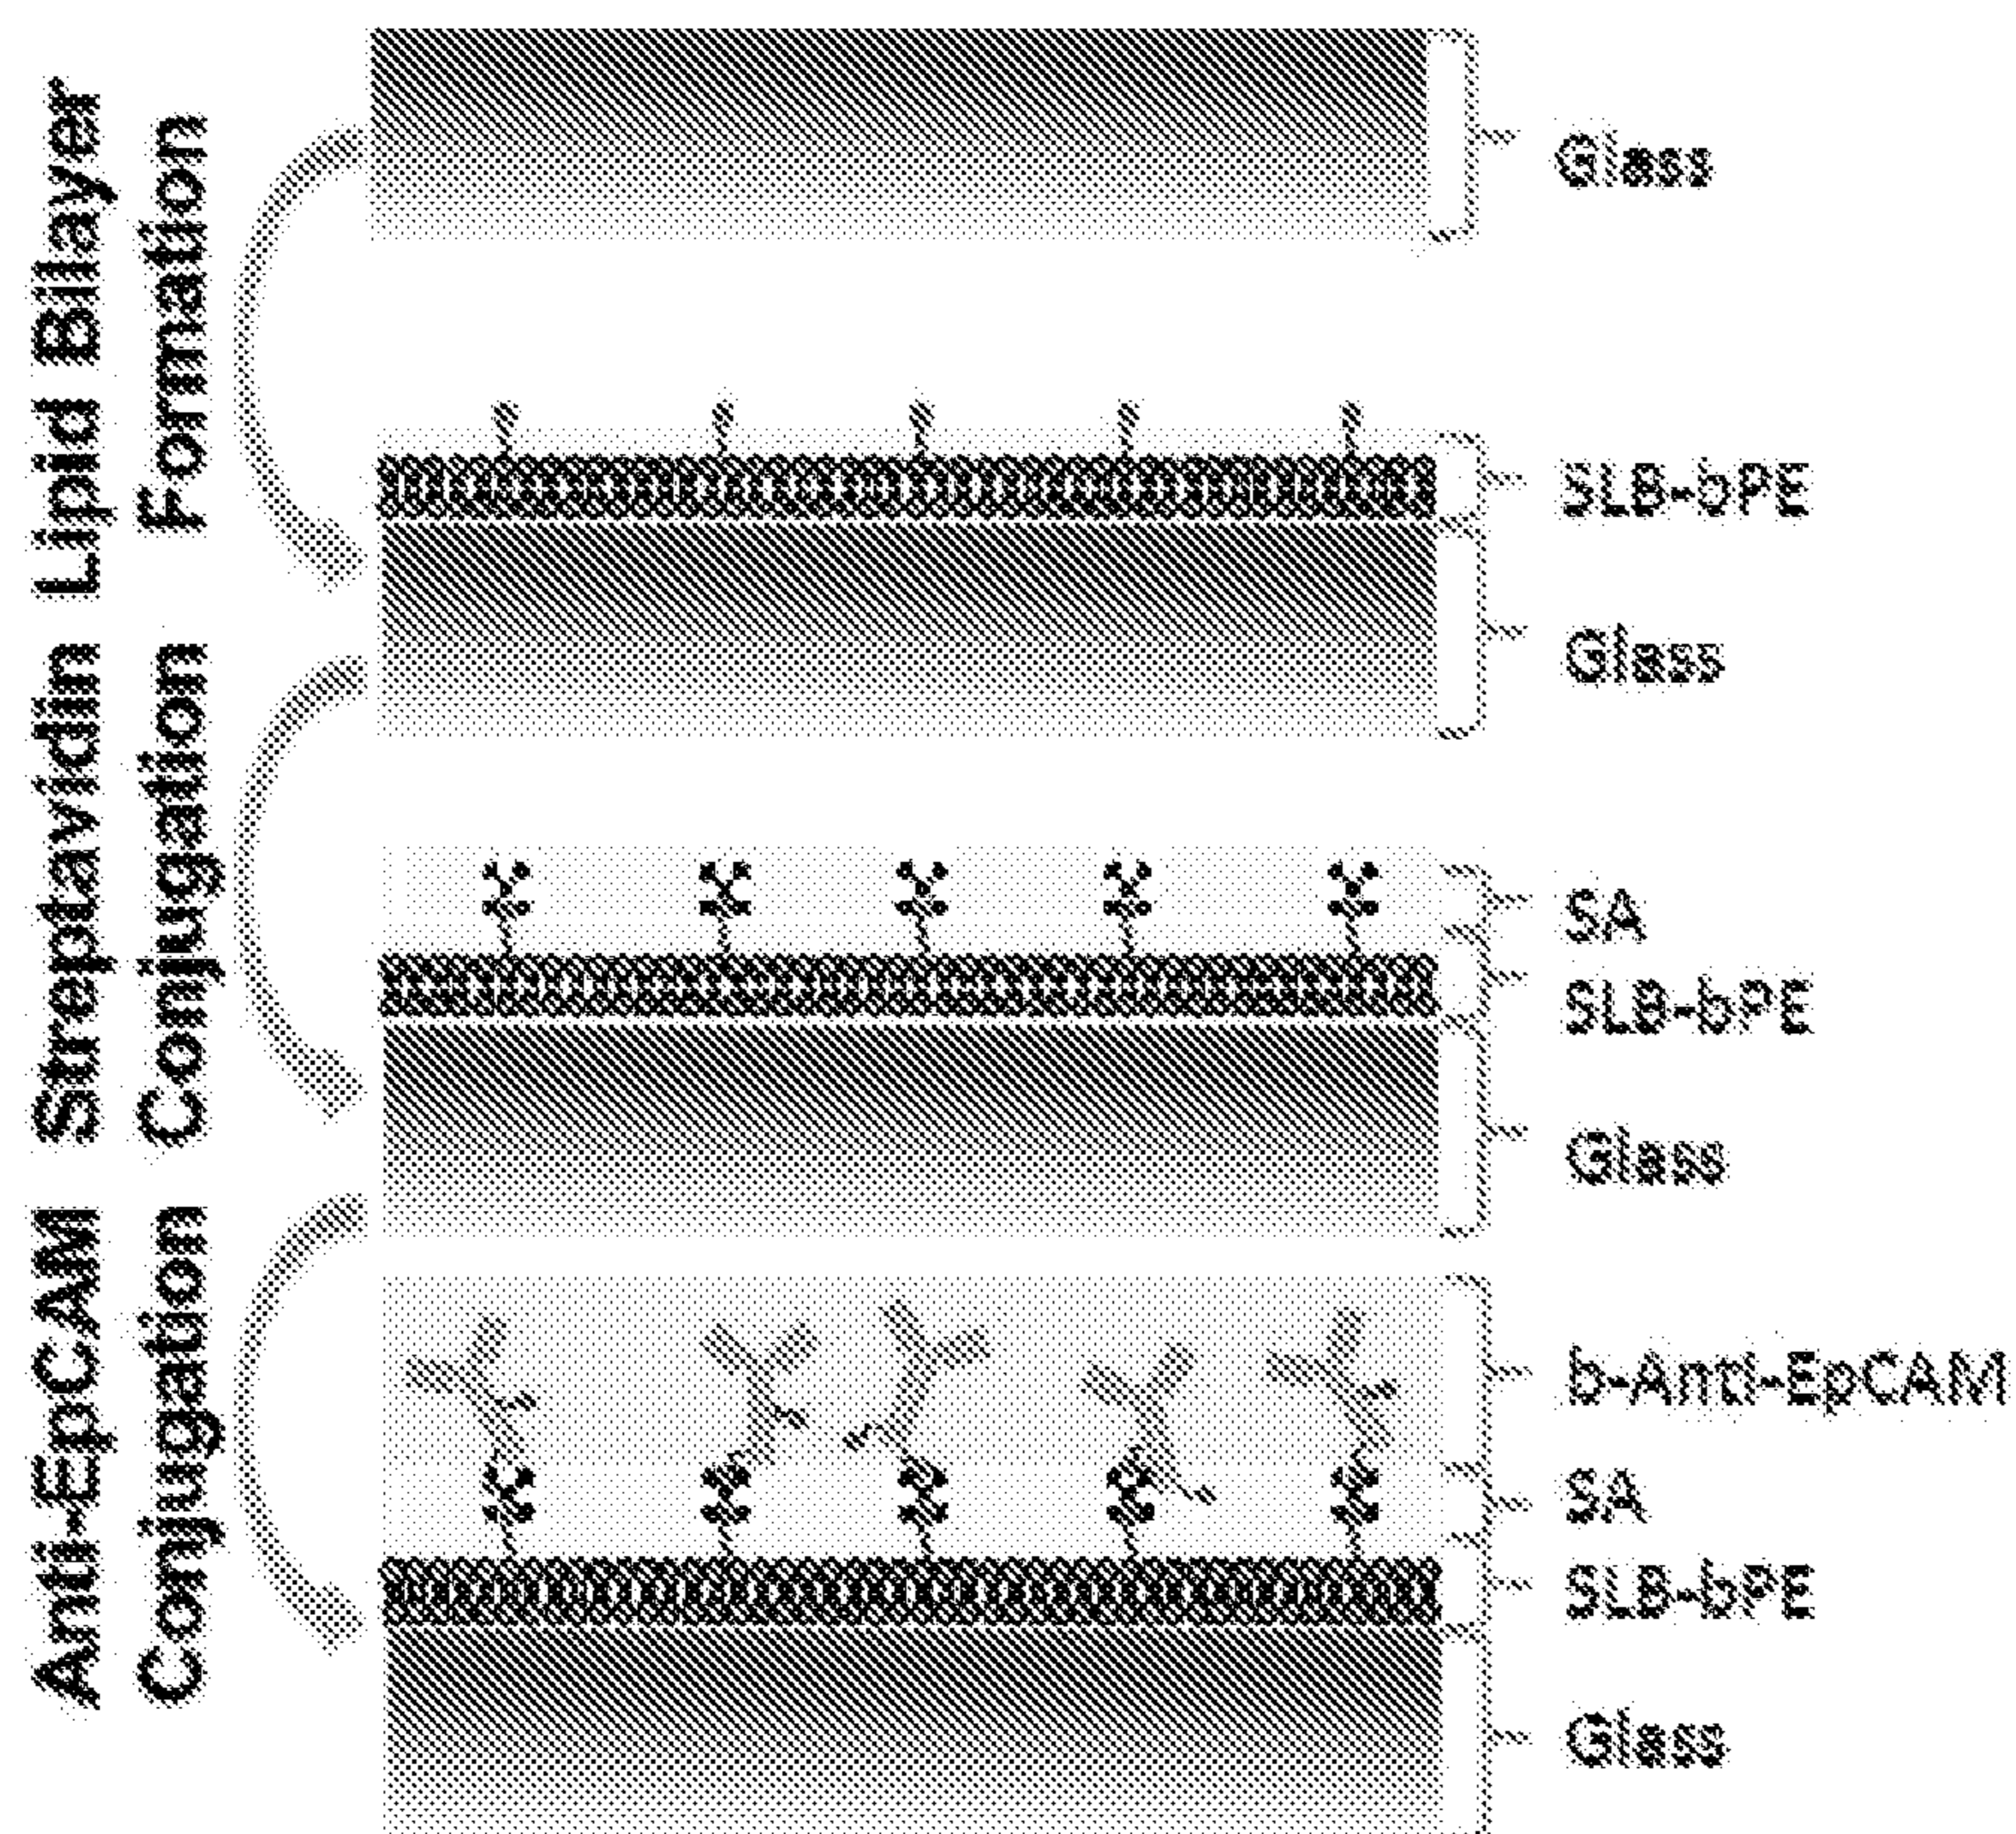 Lipid Bilayer
Formation
Glass
SLB-bPE
Glass
Streptavidin
Conjugation
SA
SLB-bPE
Glass
Anti-EpCAM
Conjugation
b-Anti-EpCAM
SA
SLB-bPE
Glass